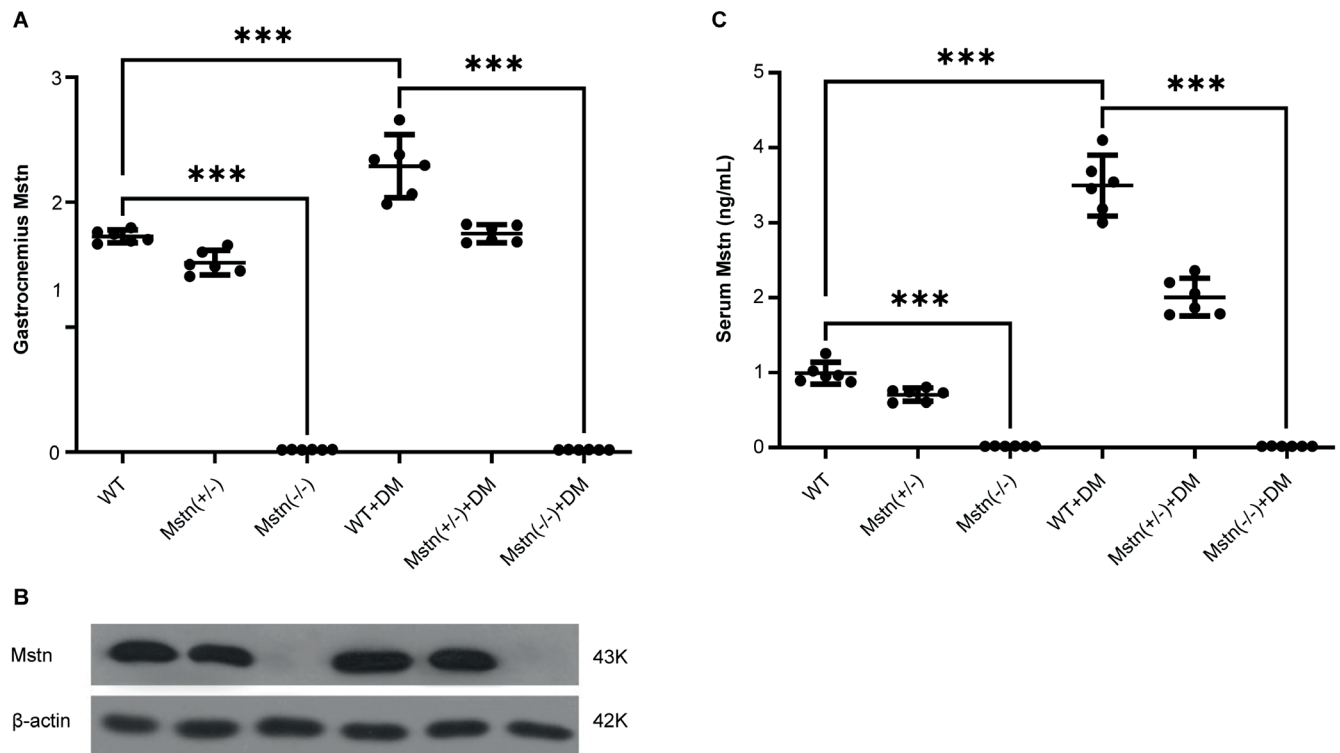 A
***
***
***
3
2
1
0
Gastrocnemius Mstn
WT
Mstn(+/-)
Mstn(-/-)
WT+DM
Mstn(+/-)+DM
Mstn(-/-)+DM
C
***
***
***
5
4
3
2
1
0
Serum Mstn (ng/mL)
WT
Mstn(+/-)
Mstn(-/-)
WT+DM
Mstn(+/-)+DM
Mstn(-/-)+DM
B
Mstn
43K
β-actin
42K